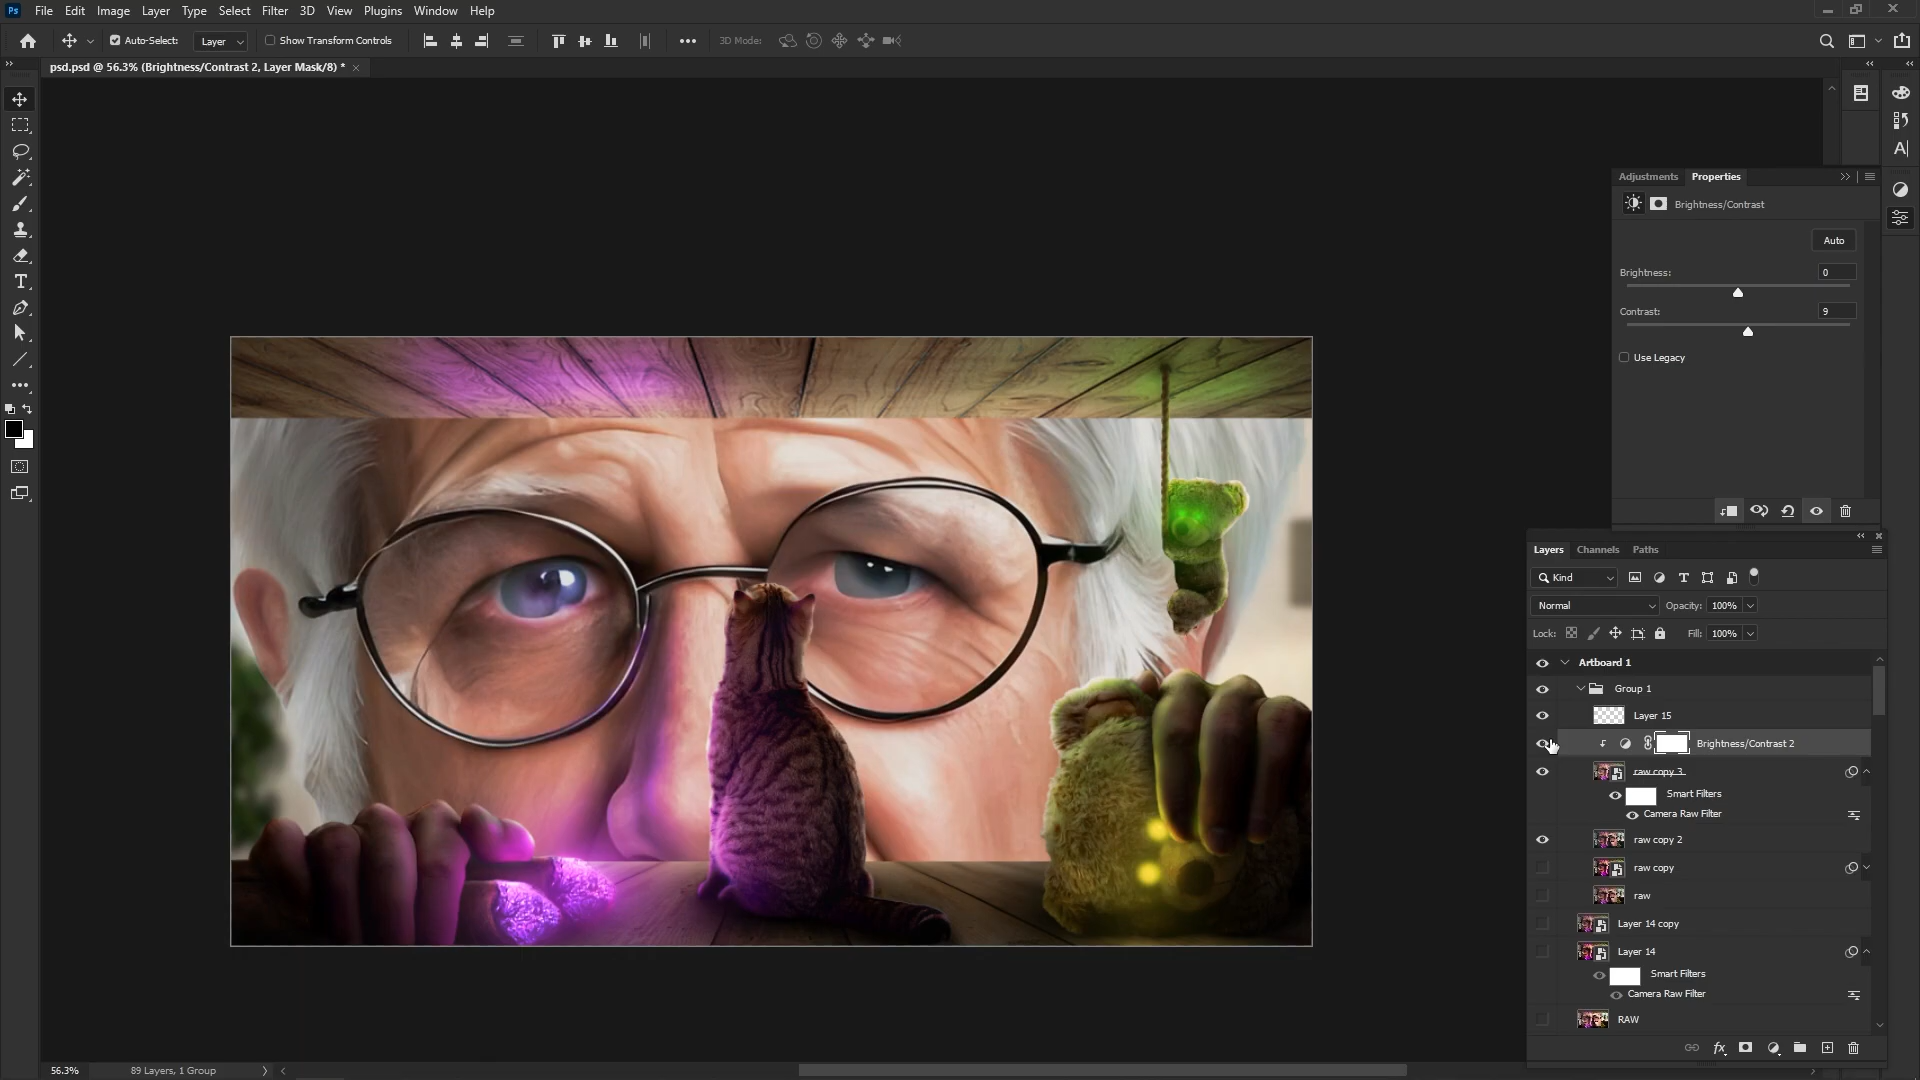 Ps File Edit Image Layer Type Select Filter 3D View Plugins Window Help
Auto-Select: Layer Show Transform Controls 3D Mode:
psd.psd @ 56.3% (Brightness/Contrast 2, Layer Mask/8) *
Adjustments Properties
Brightness/Contrast
Auto
Brightness: 0
Contrast: 9
Use Legacy
Layers Channels Paths
Kind
Normal Opacity: 100%
Lock: Fill: 100%
Artboard 1
Group 1
Layer 15
Brightness/Contrast 2
raw copy 3
Smart Filters
Camera Raw Filter
raw copy 2
raw copy
raw
Layer 14 copy
Layer 14
Smart Filters
Camera Raw Filter
RAW
fx
56.3% 89 Layers, 1 Group